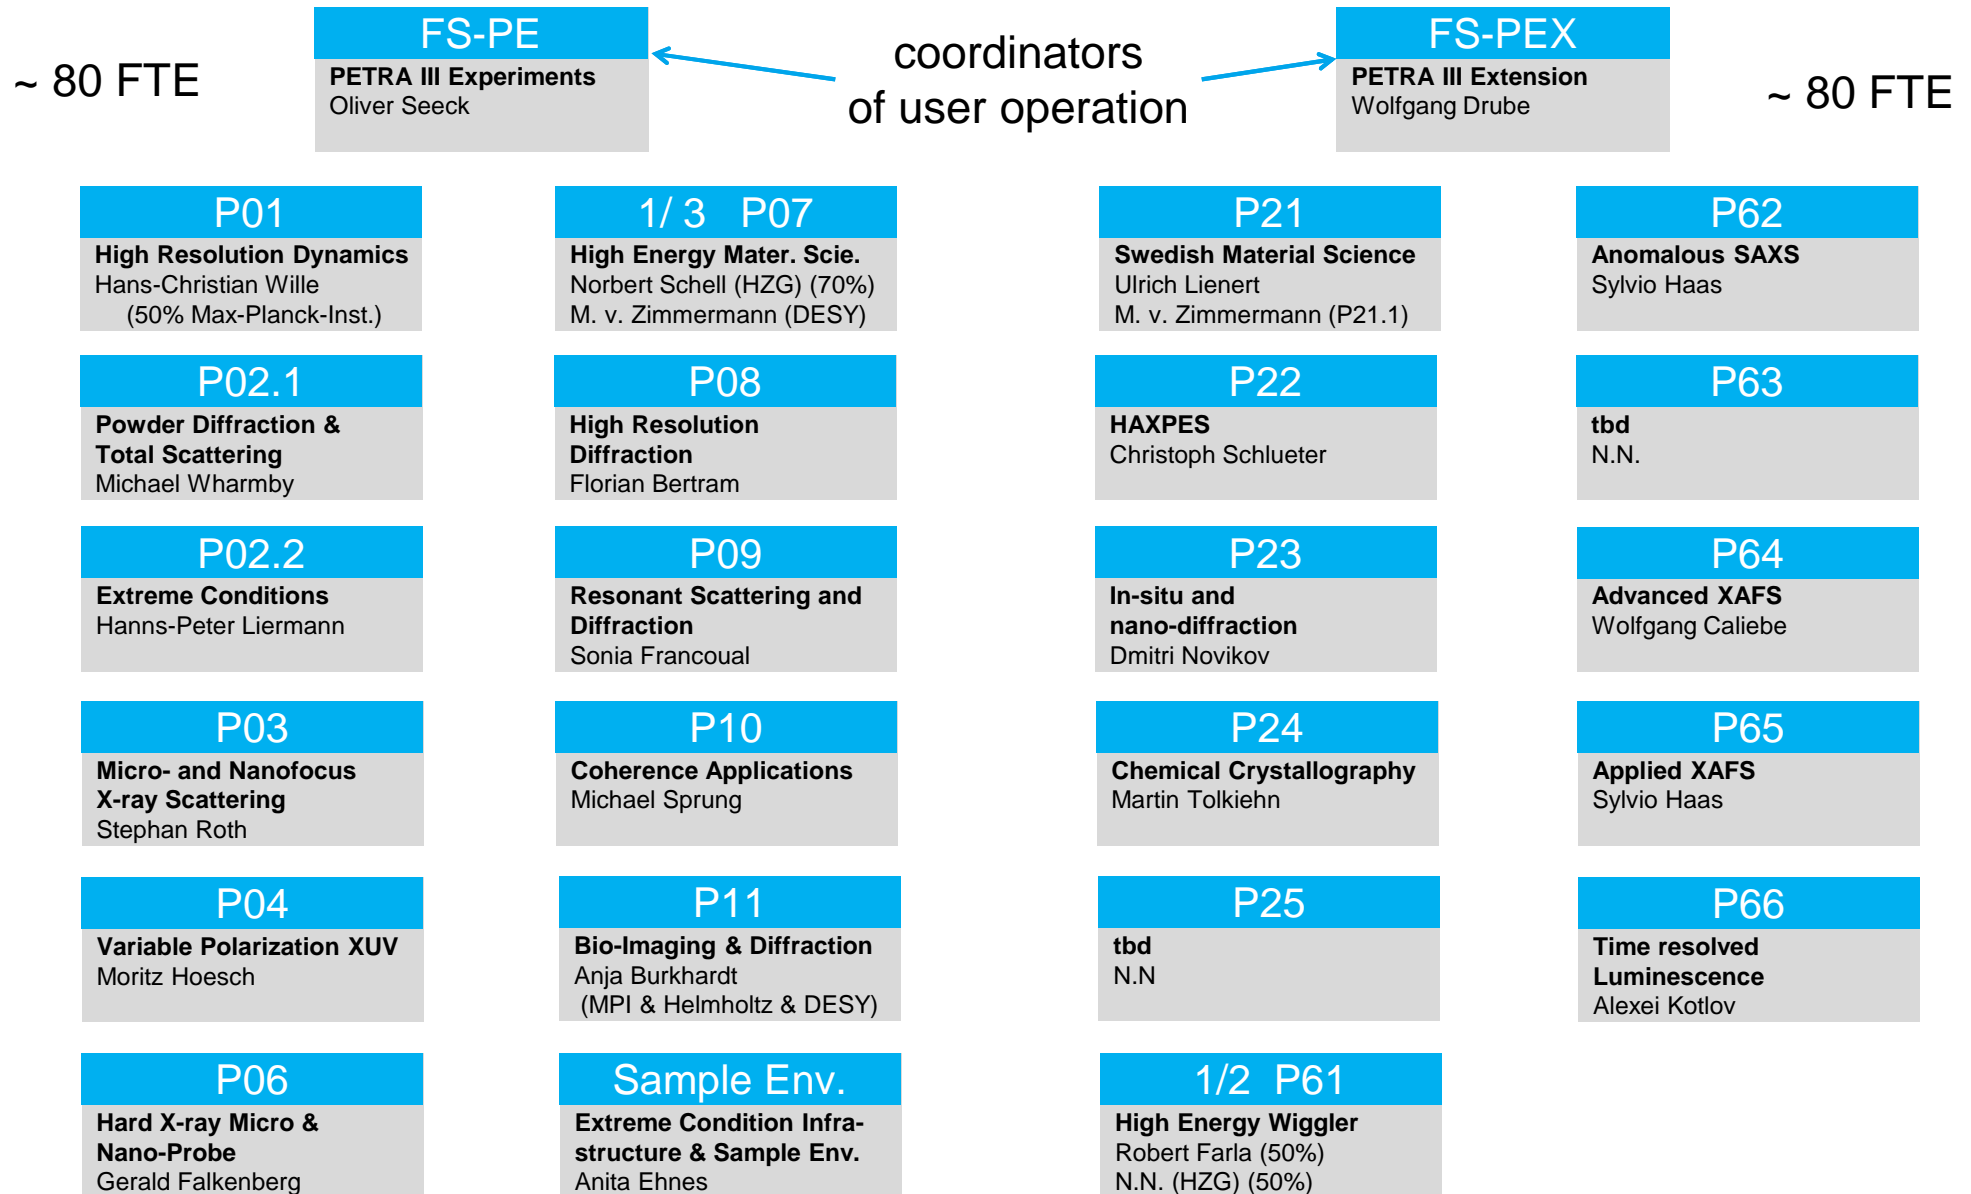 ~ 80 FTE
FS-PE
PETRA III Experiments
Oliver Seeck
coordinators
of user operation
FS-PEX
PETRA III Extension
Wolfgang Drube
~ 80 FTE
P01
High Resolution Dynamics
Hans-Christian Wille
(50% Max-Planck-Inst.)
1/ 3 P07
High Energy Mater. Scie.
Norbert Schell (HZG) (70%)
M. v. Zimmermann (DESY)
P21
Swedish Material Science
Ulrich Lienert
M. v. Zimmermann (P21.1)
P62
Anomalous SAXS
Sylvio Haas
P02.1
Powder Diffraction &
Total Scattering
Michael Wharmby
P08
High Resolution
Diffraction
Florian Bertram
P22
HAXPES
Christoph Schlueter
P63
tbd
N.N.
P02.2
Extreme Conditions
Hanns-Peter Liermann
P09
Resonant Scattering and
Diffraction
Sonia Francoual
P23
In-situ and
nano-diffraction
Dmitri Novikov
P64
Advanced XAFS
Wolfgang Caliebe
P03
Micro- and Nanofocus
X-ray Scattering
Stephan Roth
P10
Coherence Applications
Michael Sprung
P24
Chemical Crystallography
Martin Tolkiehn
P65
Applied XAFS
Sylvio Haas
P04
Variable Polarization XUV
Moritz Hoesch
P11
Bio-Imaging & Diffraction
Anja Burkhardt
(MPI & Helmholtz & DESY)
P25
tbd
N.N
P66
Time resolved
Luminescence
Alexei Kotlov
P06
Hard X-ray Micro &
Nano-Probe
Gerald Falkenberg
Sample Env.
Extreme Condition Infra-
structure & Sample Env.
Anita Ehnes
1/2 P61
High Energy Wiggler
Robert Farla (50%)
N.N. (HZG) (50%)